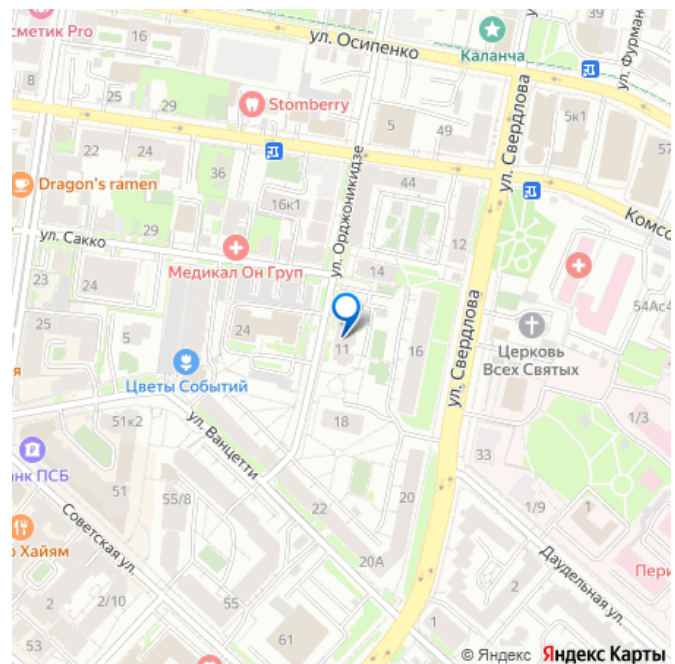 сметик Pro
16
ул. Осипенко
Каланча
39
ул. Фурман
8
25
29
Stomberry
5
49
ул. Свердлова
5к1
57
22
24
36
44
Dragon's ramen
16к1
ул. Орджоникидзе
Комсо
ул. Сакко
29
12
23
24
Медикал Он Груп
14
54Ас4
25
5
24
11
16
ул. Свердлова
Церковь
Всех Святых
я
Цветы Событий
51к2
ул. Ванцетти
18
1/3
нк ПСБ
33
51
55/8
22
20
1/9
1
Советская ул.
о Хайям
20А
Даудельная ул.
Пери
2
2/10
55
2
53
61
1
© Яндекс Яндекс Карты